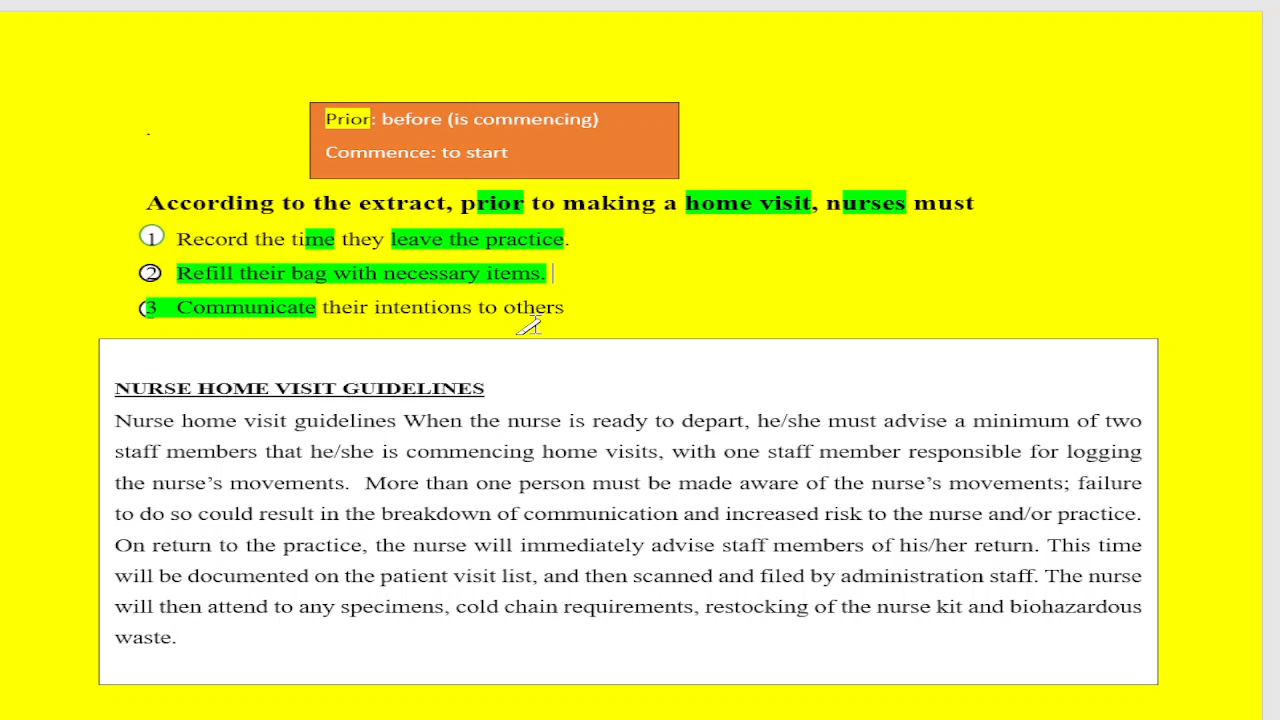 Prior: before (is commencing)
Commence: to start
.
According to the extract, prior to making a home visit, nurses must
1 Record the time they leave the practice.
2 Refill their bag with necessary items.
3 Communicate their intentions to others
NURSE HOME VISIT GUIDELINES
Nurse home visit guidelines When the nurse is ready to depart, he/she must advise a minimum of two
staff members that he/she is commencing home visits, with one staff member responsible for logging
the nurse's movements. More than one person must be made aware of the nurse's movements; failure
to do so could result in the breakdown of communication and increased risk to the nurse and/or practice.
On return to the practice, the nurse will immediately advise staff members of his/her return. This time
will be documented on the patient visit list, and then scanned and filed by administration staff. The nurse
will then attend to any specimens, cold chain requirements, restocking of the nurse kit and biohazardous
waste.